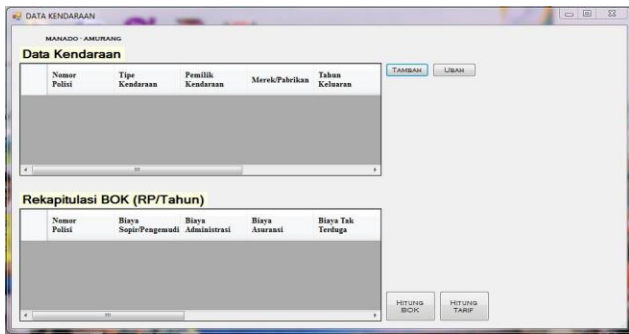 DATA KENDARAAN
MANADO - AMURANG
Data Kendaraan
Nomor Polisi
Tipe Kendaraan
Pemilik Kendaraan
Merek/Pabrikan
Tahun Keluaran
TAMBAH
UBAH
Rekapitulasi BOK (RP/Tahun)
Nomor Polisi
Biaya Sopir/Pengemudi
Biaya Administrasi
Biaya Asuransi
Biaya Tak Terduga
HITUNG BOK
HITUNG TARIF